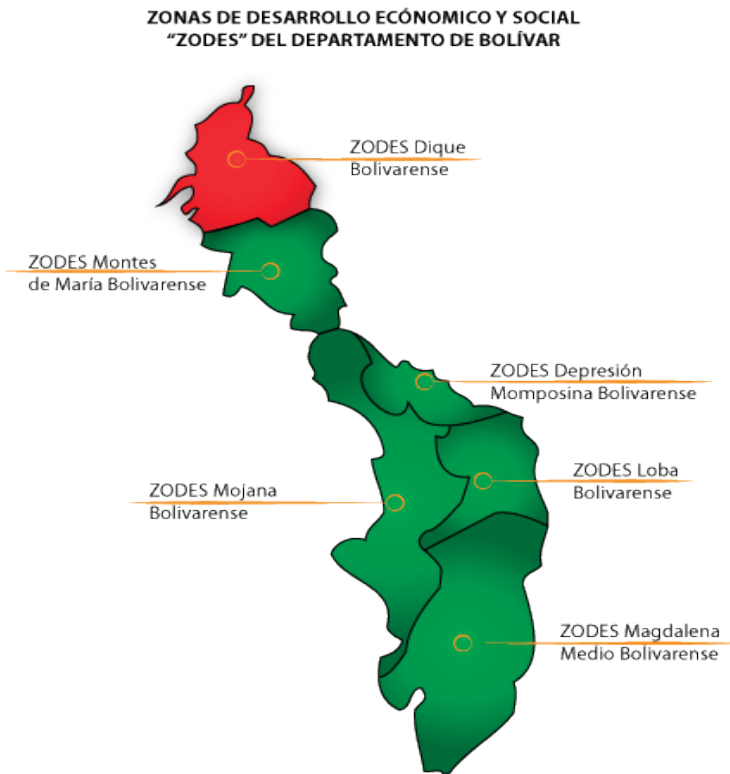 ZONAS DE DESARROLLO ECÓNOMICO Y SOCIAL
“ZODES” DEL DEPARTAMENTO DE BOLÍVAR
ZODES Dique
Bolivarense
ZODES Montes
de María Bolivarense
ZODES Depresión
Momposina Bolivarense
ZODES Loba
Bolivarense
ZODES Mojana
Bolivarense
ZODES Magdalena
Medio Bolivarense